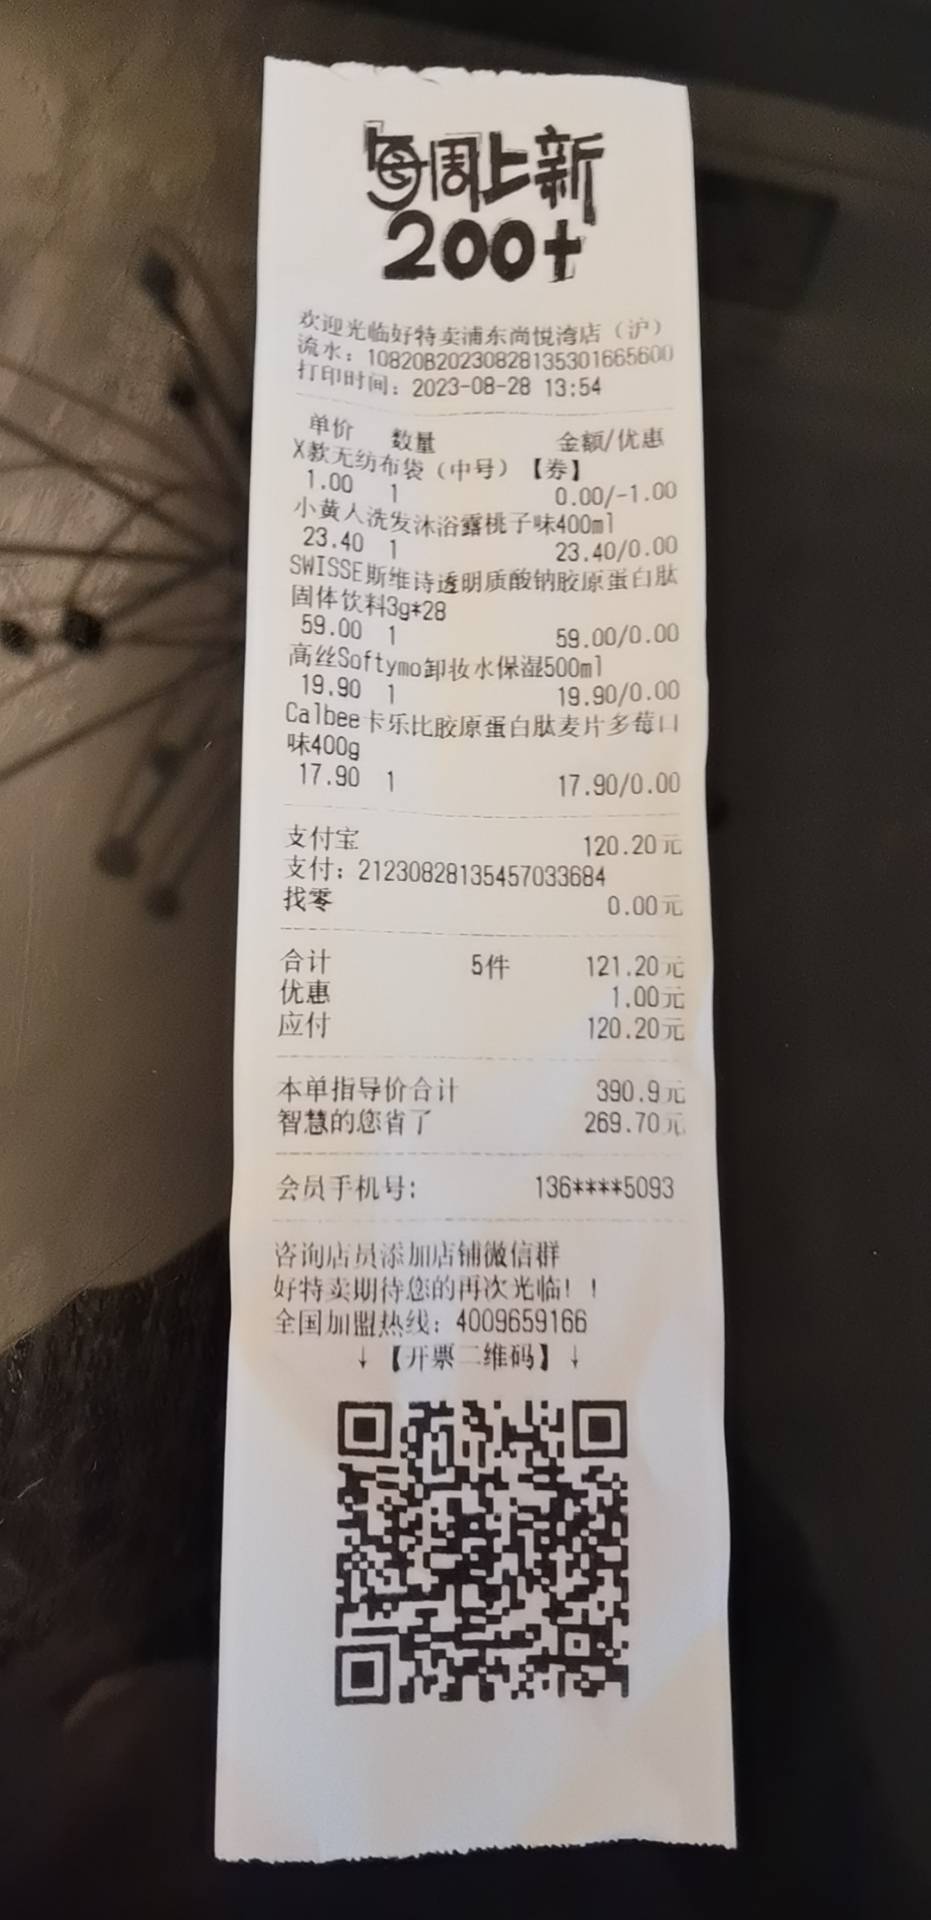 每周上新
200+
欢迎光临好特卖浦东尚悦湾店（沪）
流水：10820B20230828135301665600
打印时间：2023-08-28 13:54
单价 数量 金额/优惠
X款无纺布袋（中号）【券】
1.00 1 0.00/-1.00
小黄人洗发沐浴露桃子味400ml
23.40 1 23.40/0.00
SWISSE斯维诗透明质酸钠胶原蛋白肽
固体饮料3g*28
59.00 1 59.00/0.00
高丝Softymo卸妆水保湿500ml
19.90 1 19.90/0.00
Calbee卡乐比胶原蛋白肽麦片多莓口
味400g
17.90 1 17.90/0.00
支付宝 120.20元
支付：21230828135457033684
找零 0.00元
合计 5件 121.20元
优惠 1.00元
应付 120.20元
本单指导价合计 390.9元
智慧的您省了 269.70元
会员手机号: 136****5093
咨询店员添加店铺微信群
好特卖期待您的再次光临！！
全国加盟热线：4009659166
↓【开票二维码】↓